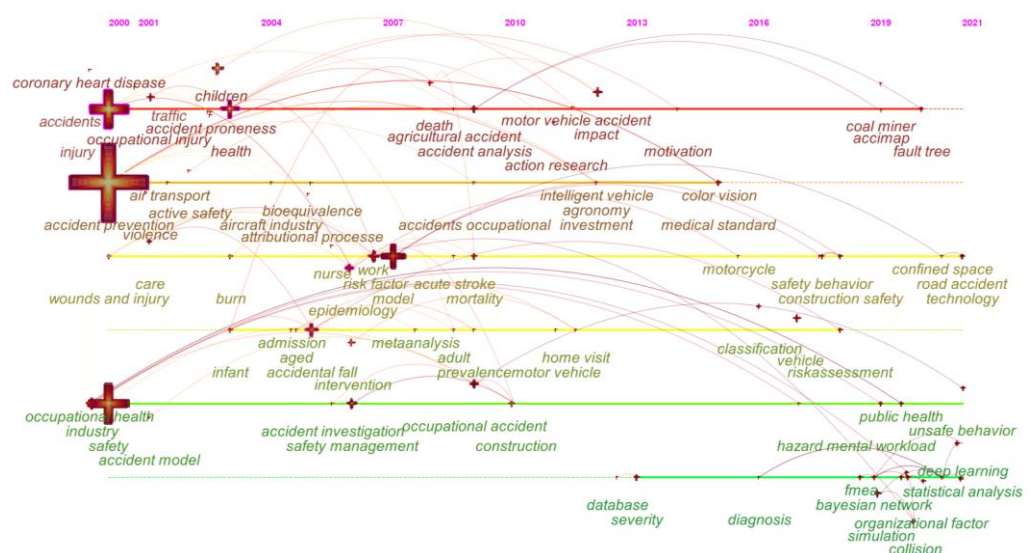 2000 2001 2004 2007 2010 2013 2016 2019 2021
coronary heart disease
children
accidents
traffic
accident proneness
occupational injury
injury
health
death
agricultural accident
accident analysis
action research
motor vehicle accident
impact
motivation
coal miner
accimap
fault tree
air transport
active safety
accident prevention
violence
bioequivalence
aircraft industry
attributional processe
accidents occupational
intelligent vehicle
agronomy
investment
color vision
medical standard
care
wounds and injury
burn
nurse
work
risk factor
model
epidemiology
acute stroke
mortality
motorcycle
safety behavior
construction safety
confined space
road accident
technology
infant
admission
aged
accidental fall
intervention
metaanalysis
adult
prevalence
motor vehicle
home visit
classification
vehicle
riskassessment
occupational health
industry
safety
accident model
accident investigation
safety management
occupational accident
construction
public health
unsafe behavior
hazard
mental workload
database
severity
diagnosis
fmea
bayesian network
deep learning
statistical analysis
organizational factor
simulation
collision